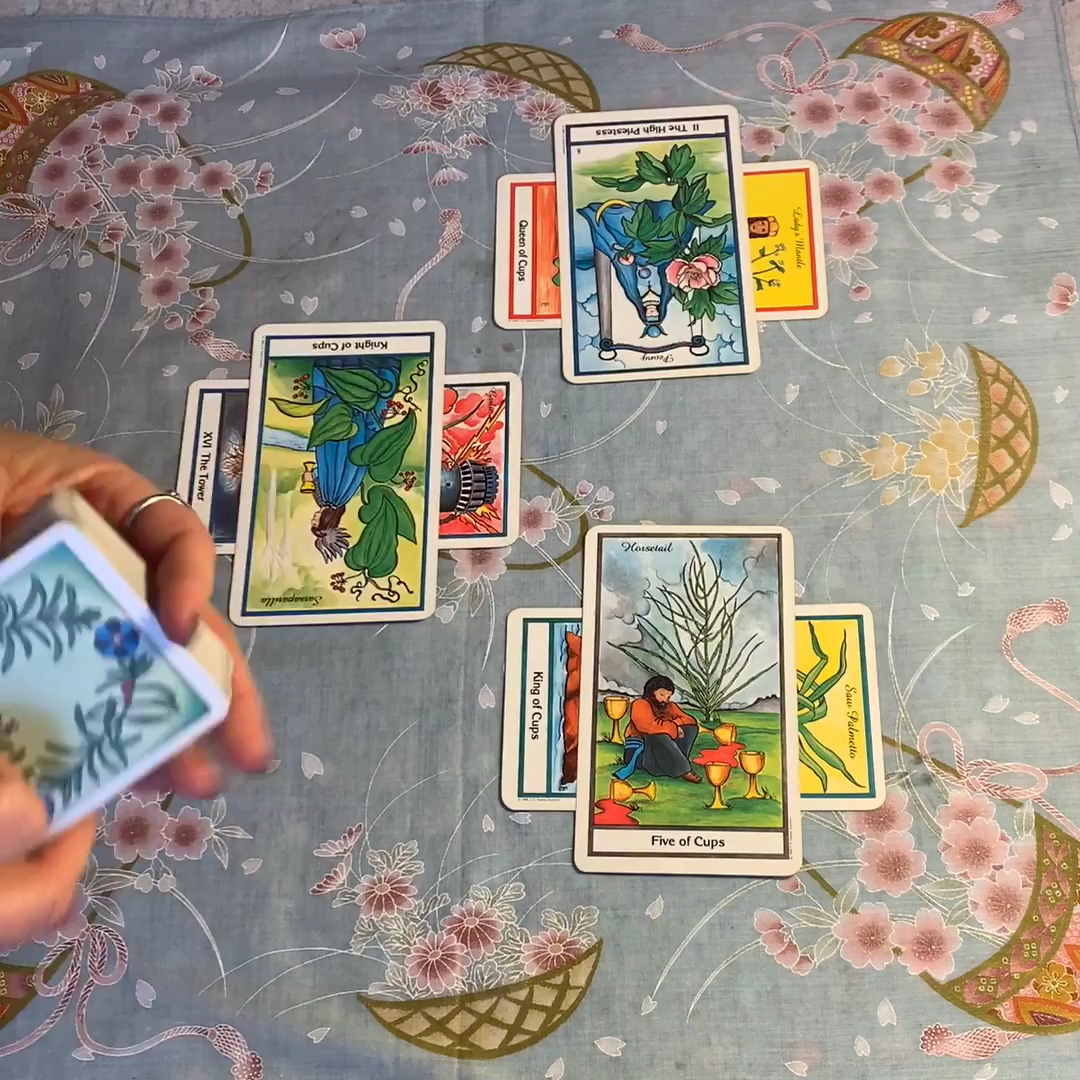 II The High Priestess
Queen of Cups
Lady's Mantle
Peony
Knight of Cups
XVI The Tower
Sarsaparilla
Horsetail
King of Cups
Saw Palmetto
Five of Cups